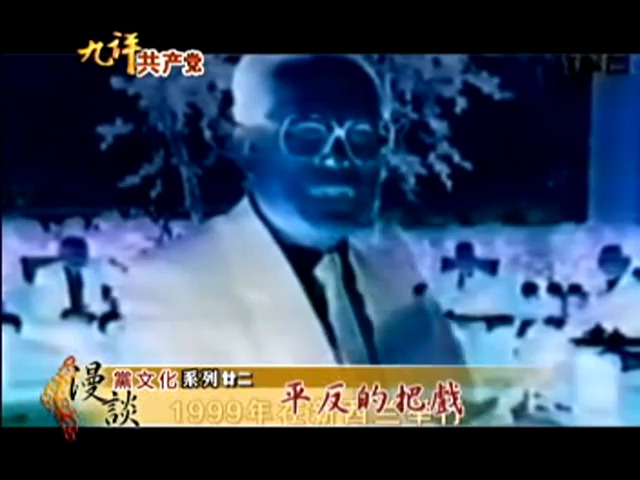 九评
共产党
漫談
黨文化系列廿二
平反的把戲
1999年在